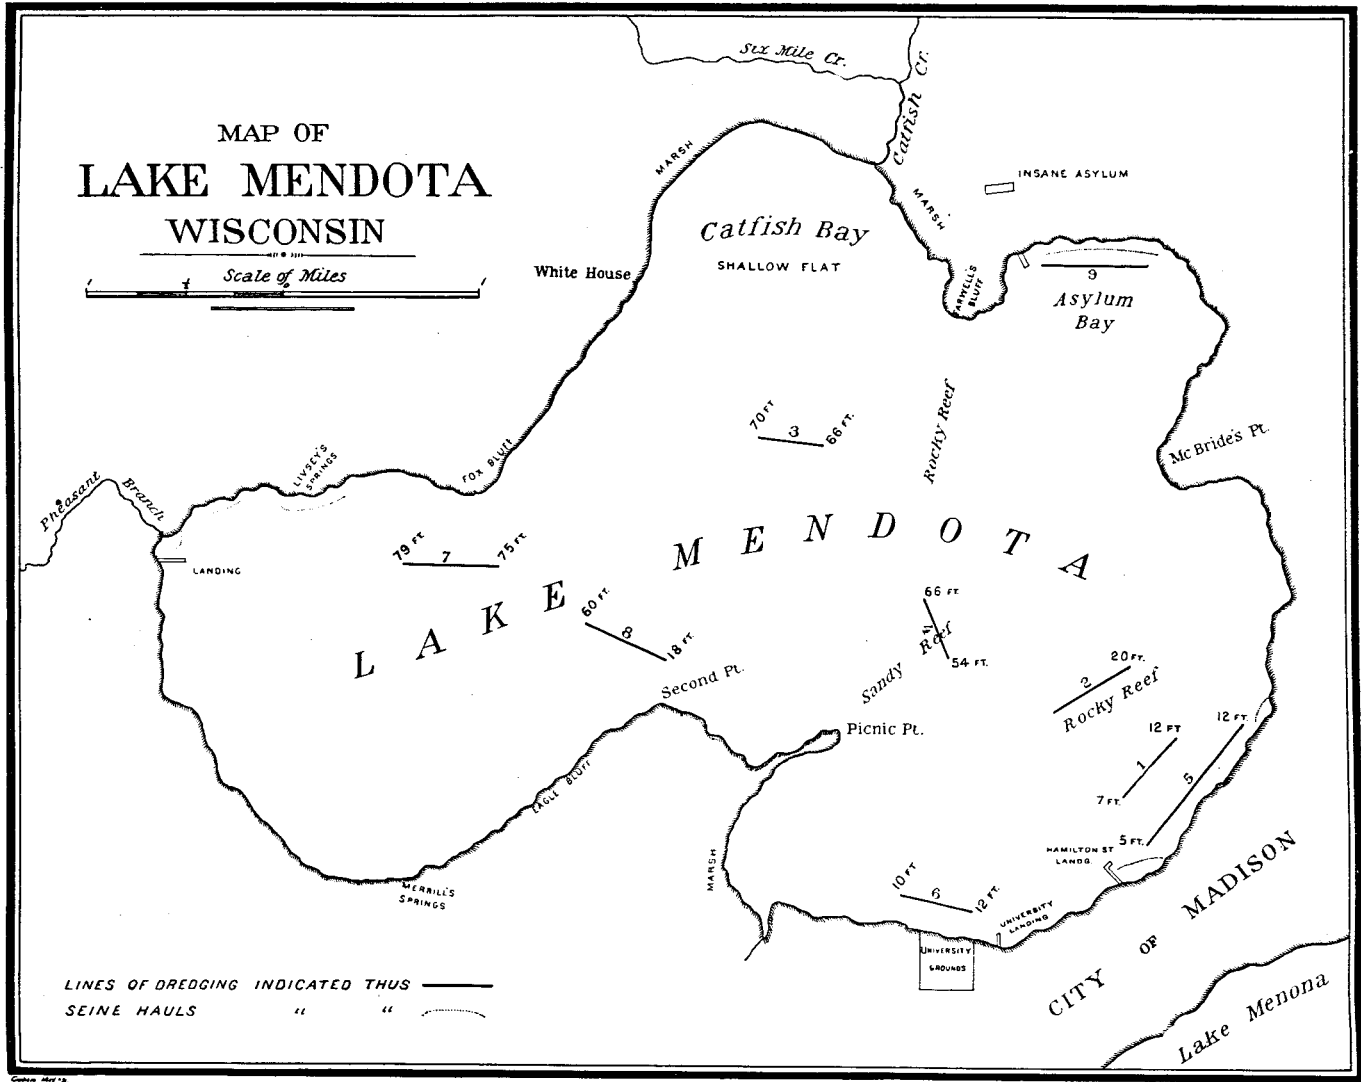 MAP OF
LAKE MENDOTA
WISCONSIN
Scale of Miles
Six Mile Cr.
Catfish Cr.
MARSH
MARSH
INSANE ASYLUM
Catfish Bay
SHALLOW FLAT
White House
FARWELL'S
BLUFF
9
Asylum
Bay
Rocky Reef
70 FT
3
66 FT.
McBride's Pt.
FOX BLUFF
LIVSEY'S
SPRINGS
Pheasant Branch
LANDING
79 FT.
7
75 FT.
LAKE MENDOTA
60 FT.
8
18 FT.
Second Pt.
66 FT.
Sandy Reef
54 FT.
20 FT.
2
Rocky Reef
Picnic Pt.
12 FT
1
7 FT.
12 FT.
5
5 FT.
EAGLE BLUFF
MERRILL'S
SPRINGS
MARSH
HAMILTON ST
LANDG.
10 FT.
6
12 FT.
UNIVERSITY
LANDING
UNIVERSITY
GROUNDS
CITY OF MADISON
Lake Menona
LINES OF DREDGING INDICATED THUS
SEINE HAULS " "